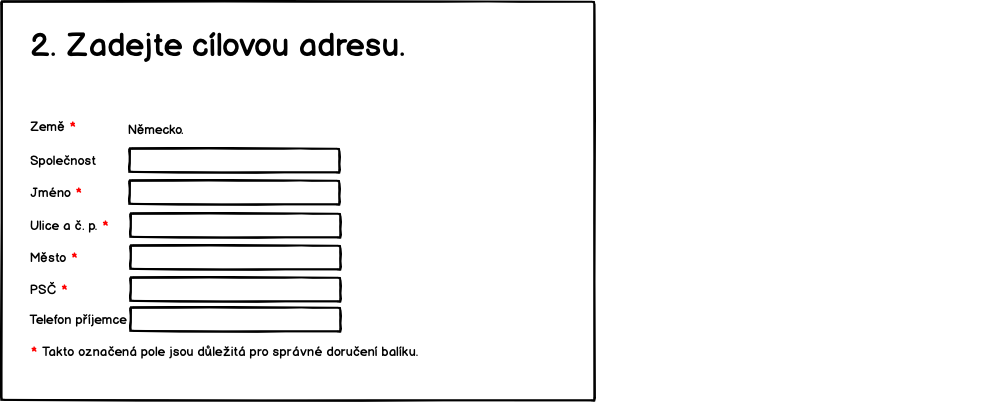 2. Zadejte cílovou adresu.
Země * Německo.
Společnost
Jméno *
Ulice a č. p. *
Město *
PSČ *
Telefon příjemce
* Takto označená pole jsou důležitá pro správné doručení balíku.